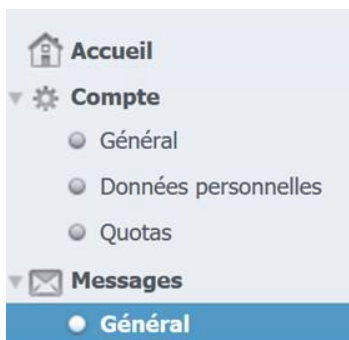 Accueil
Compte
Général
Données personnelles
Quotas
Messages
Général